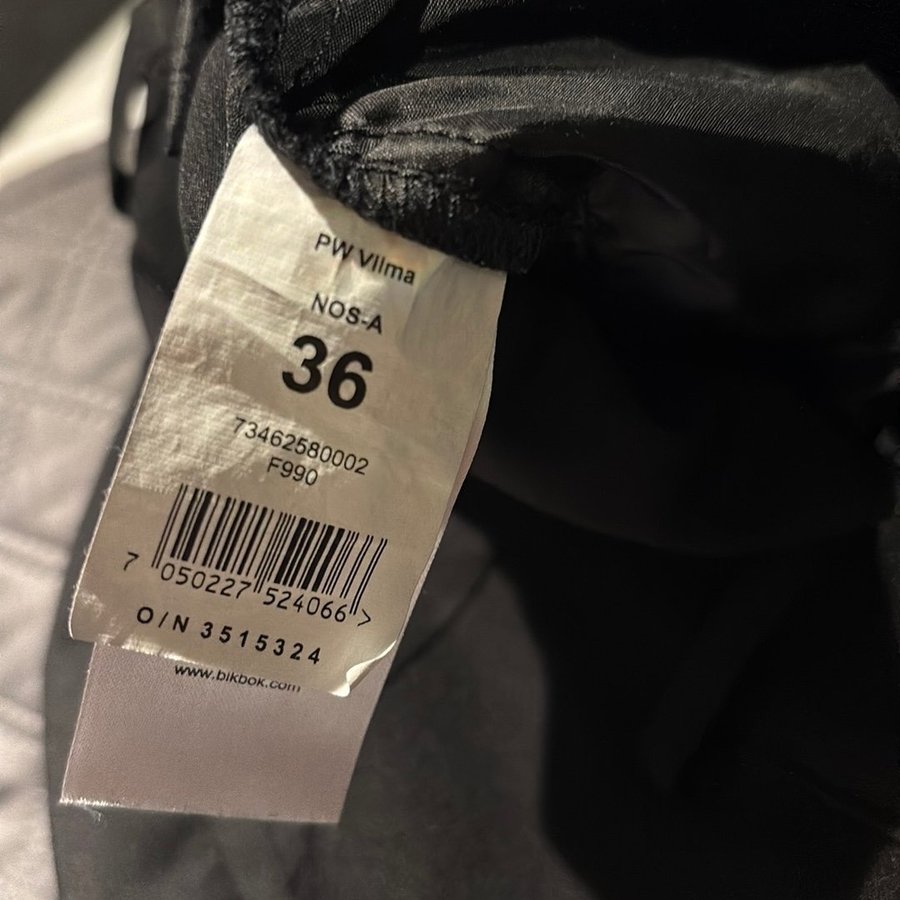 PW Vilma
NOS-A
36
73462580002
F990
7 050227 524066 >
O/N 3515324
www.bikbok.com